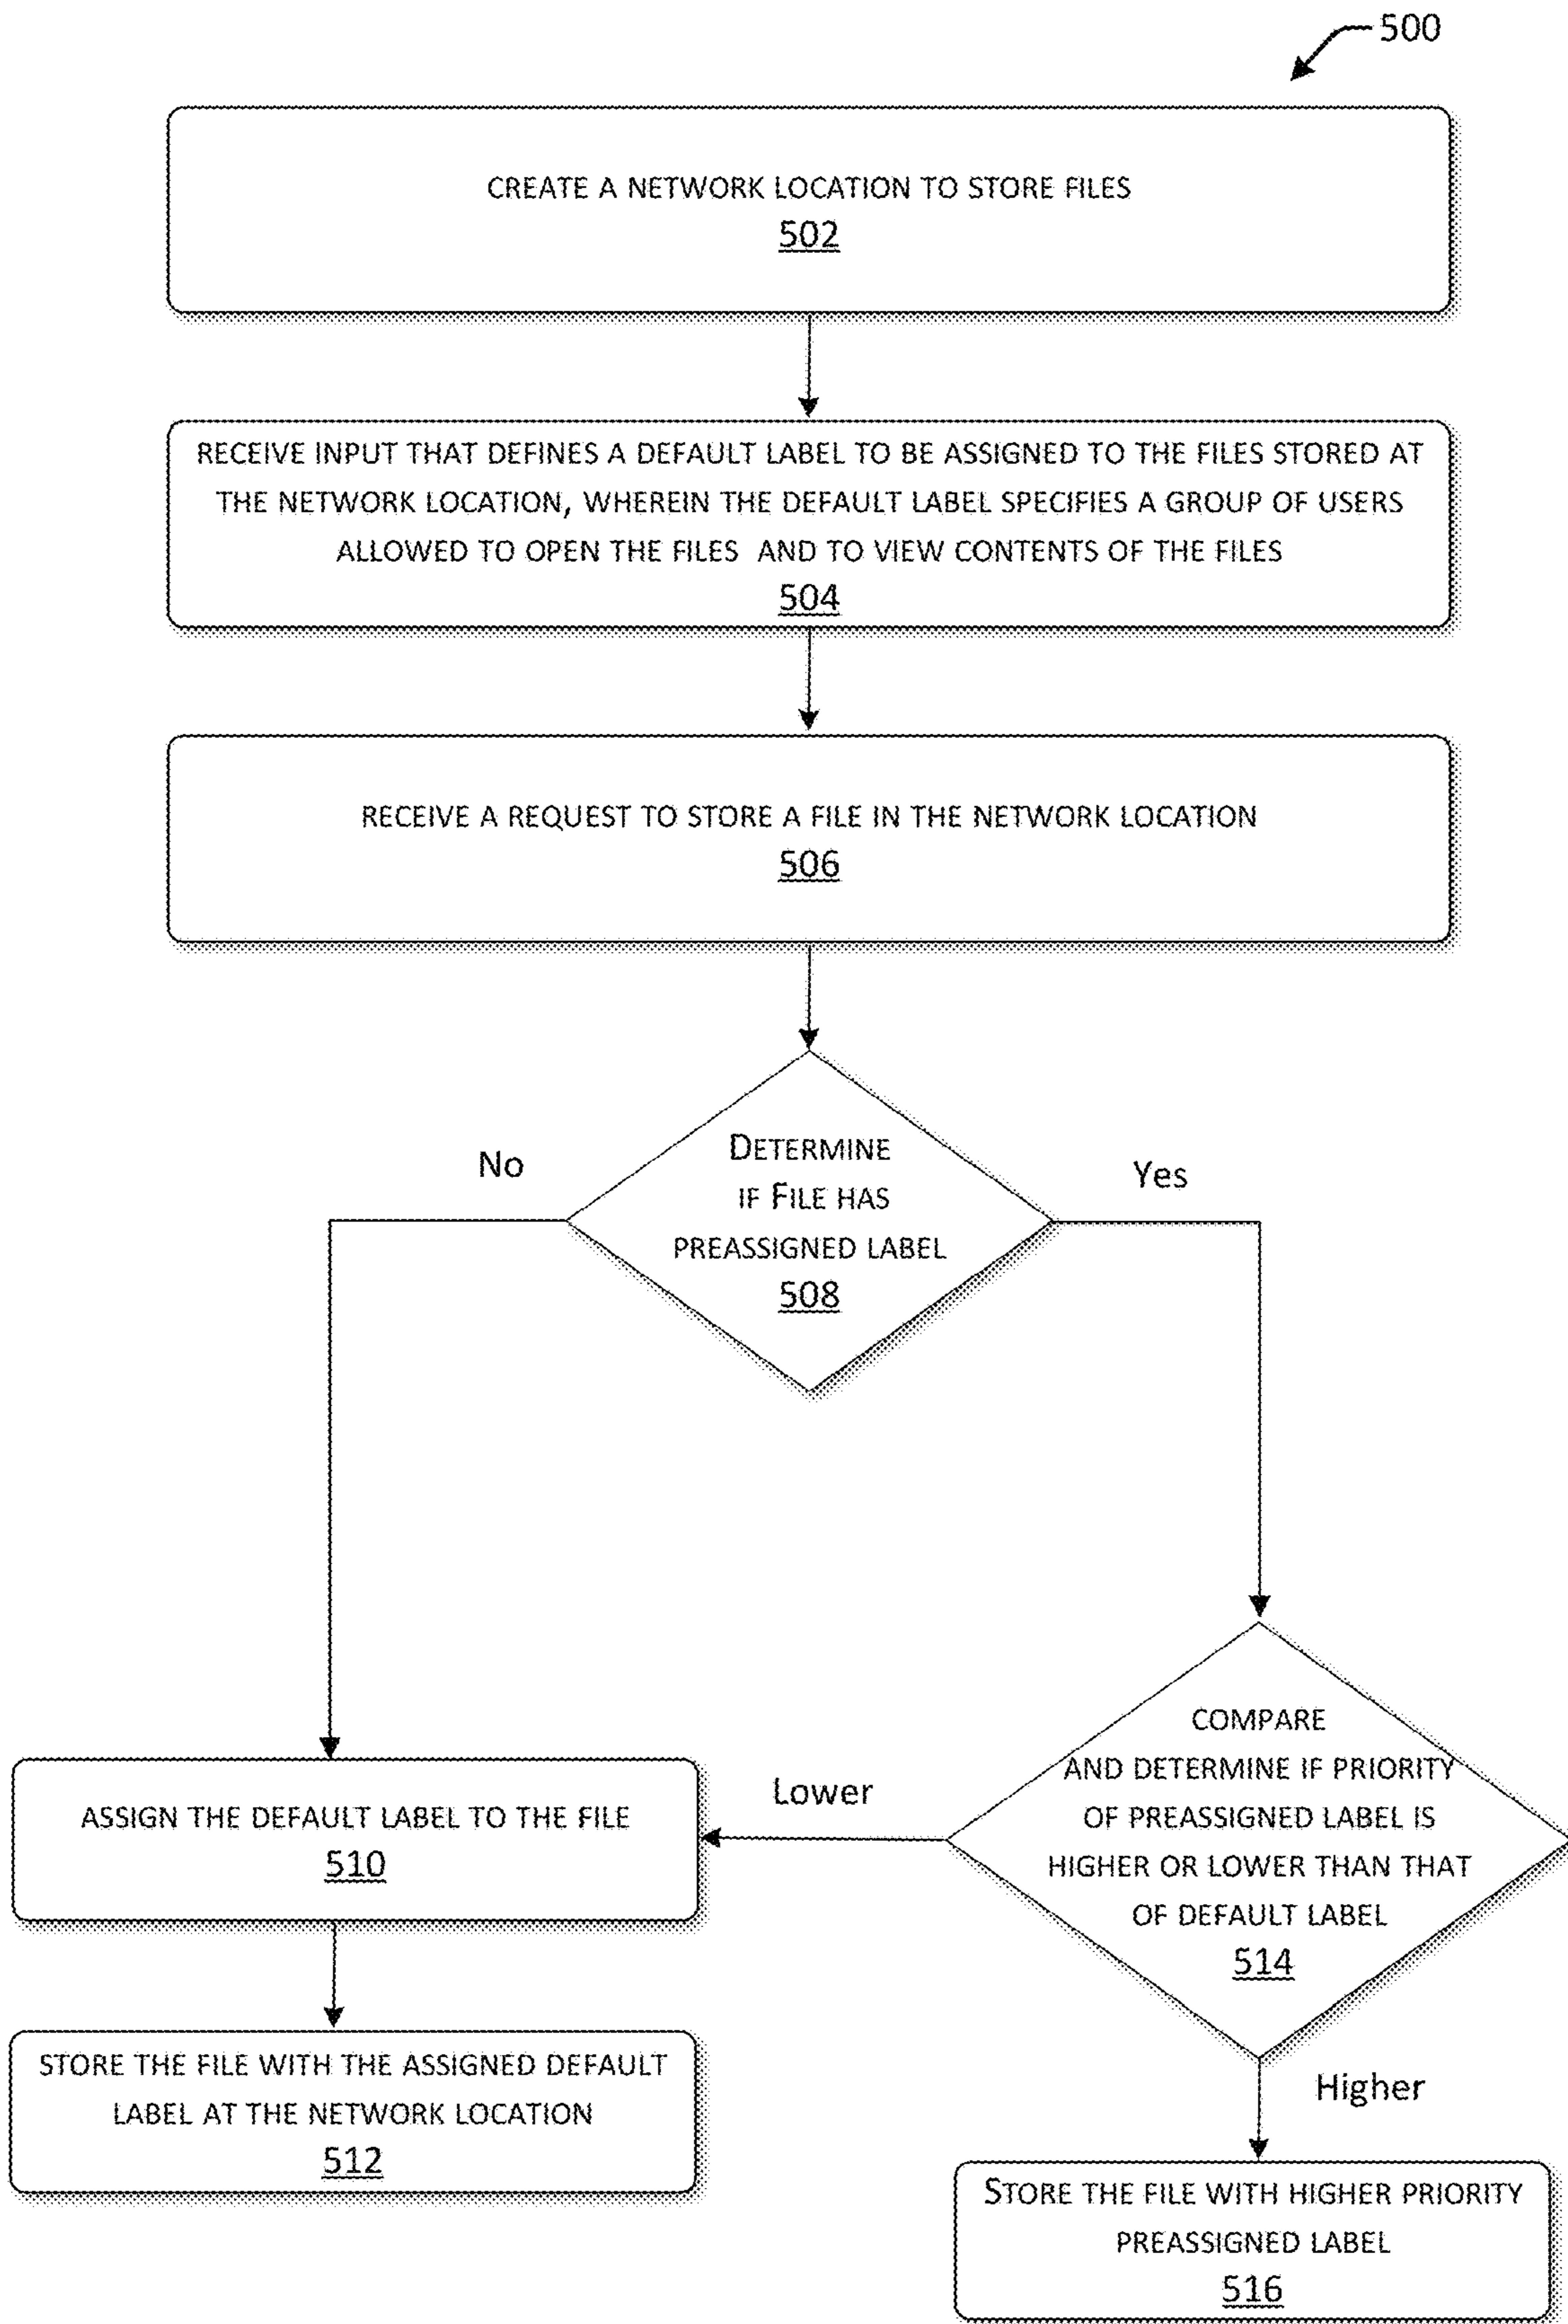 500
CREATE A NETWORK LOCATION TO STORE FILES
502
RECEIVE INPUT THAT DEFINES A DEFAULT LABEL TO BE ASSIGNED TO THE FILES STORED AT
THE NETWORK LOCATION, WHEREIN THE DEFAULT LABEL SPECIFIES A GROUP OF USERS
ALLOWED TO OPEN THE FILES AND TO VIEW CONTENTS OF THE FILES
504
RECEIVE A REQUEST TO STORE A FILE IN THE NETWORK LOCATION
506
DETERMINE
IF FILE HAS
PREASSIGNED LABEL
508
No
Yes
ASSIGN THE DEFAULT LABEL TO THE FILE
510
Lower
COMPARE
AND DETERMINE IF PRIORITY
OF PREASSIGNED LABEL IS
HIGHER OR LOWER THAN THAT
OF DEFAULT LABEL
514
STORE THE FILE WITH THE ASSIGNED DEFAULT
LABEL AT THE NETWORK LOCATION
512
Higher
STORE THE FILE WITH HIGHER PRIORITY
PREASSIGNED LABEL
516